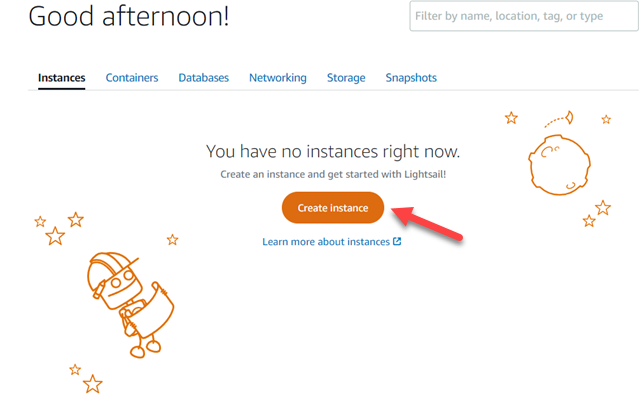 Good afternoon!
Filter by name, location, tag, or type
Instances Containers Databases Networking Storage Snapshots
You have no instances right now.
Create an instance and get started with Lightsail!
Create instance
Learn more about instances